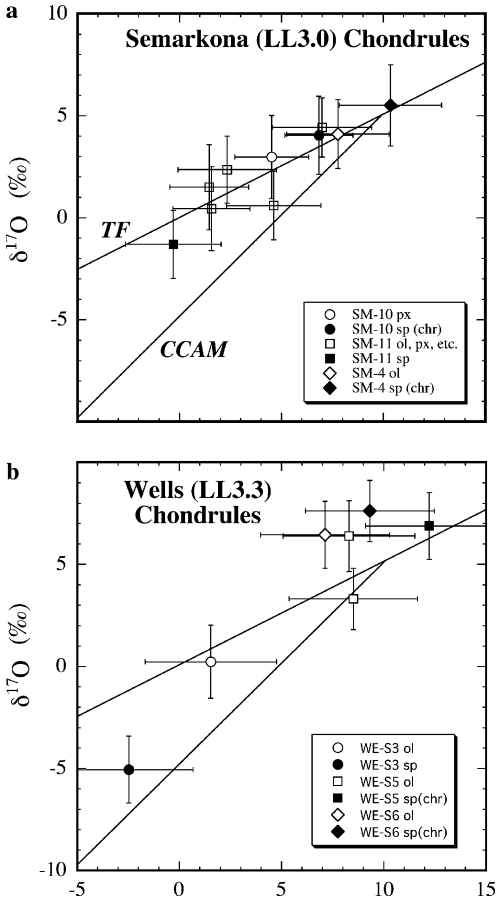 a
Semarkona (LL3.0) Chondrules
10
5
0
-5
δ17O (‰)
TF
CCAM
SM-10 px
SM-10 sp (chr)
SM-11 ol, px, etc.
SM-11 sp
SM-4 ol
SM-4 sp (chr)
b
Wells (LL3.3)
Chondrules
5
0
-5
-10
δ17O (‰)
WE-S3 ol
WE-S3 sp
WE-S5 ol
WE-S5 sp(chr)
WE-S6 ol
WE-S6 sp(chr)
-5 0 5 10 15